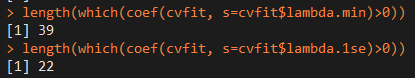 > length(which(coef(cvfit, s=cvfit$lambda.min)>0))
[1] 39
> length(which(coef(cvfit, s=cvfit$lambda.1se)>0))
[1] 22